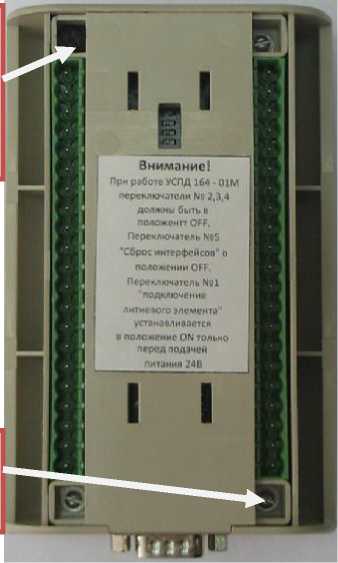 Внимание!
При работе УСПД 164 - 01М
переключатели № 2,3,4
должны быть в
положентт OFF.
Переключатель №5
"Сброс интерфейсов" в
положении OFF.
Переключатель №1
"подключение
литиевого элемента"
устанавливается
в положение ON только
перед подачей
питания 24В